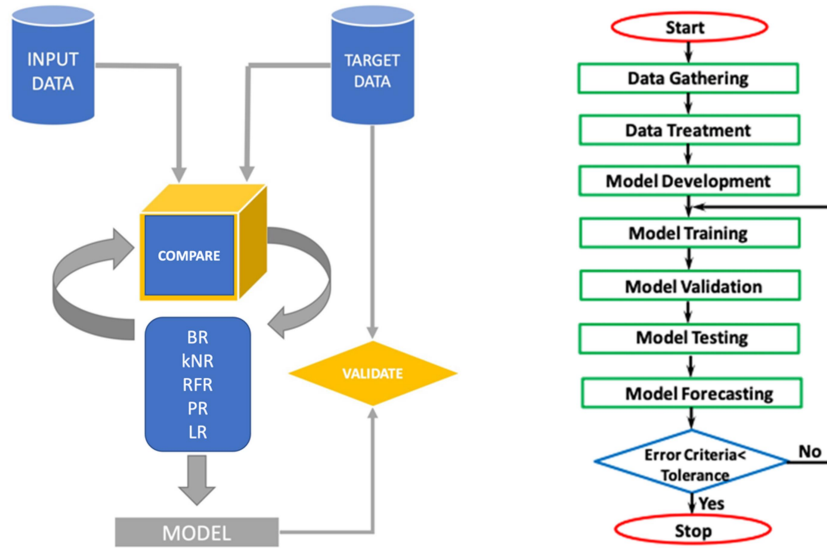 INPUT
DATA
TARGET
DATA
COMPARE
BR
kNR
RFR
PR
LR
VALIDATE
MODEL
Start
Data Gathering
Data Treatment
Model Development
Model Training
Model Validation
Model Testing
Model Forecasting
Error Criteria<
Tolerance
No
Yes
Stop